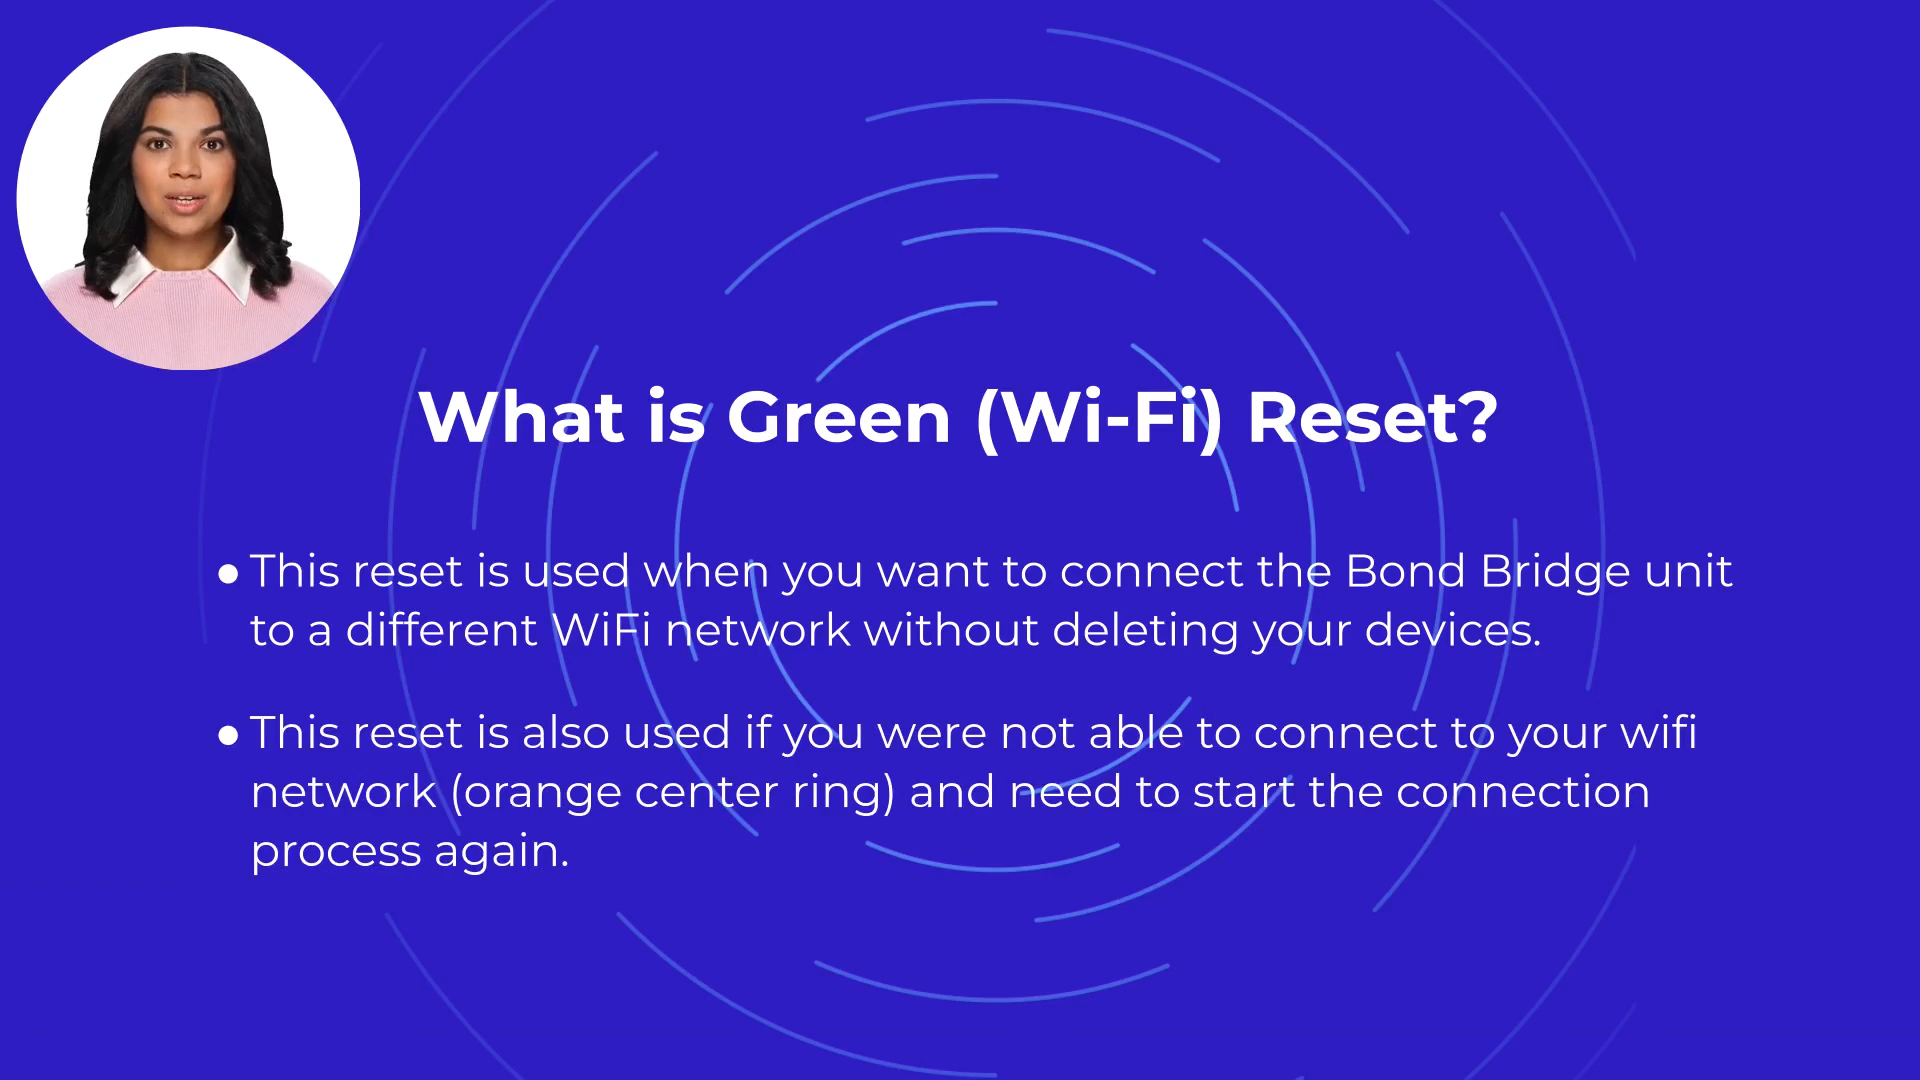 What is Green (Wi-Fi) Reset?
● This reset is used when you want to connect the Bond Bridge unit
to a different WiFi network without deleting your devices.
● This reset is also used if you were not able to connect to your wifi
network (orange center ring) and need to start the connection
process again.